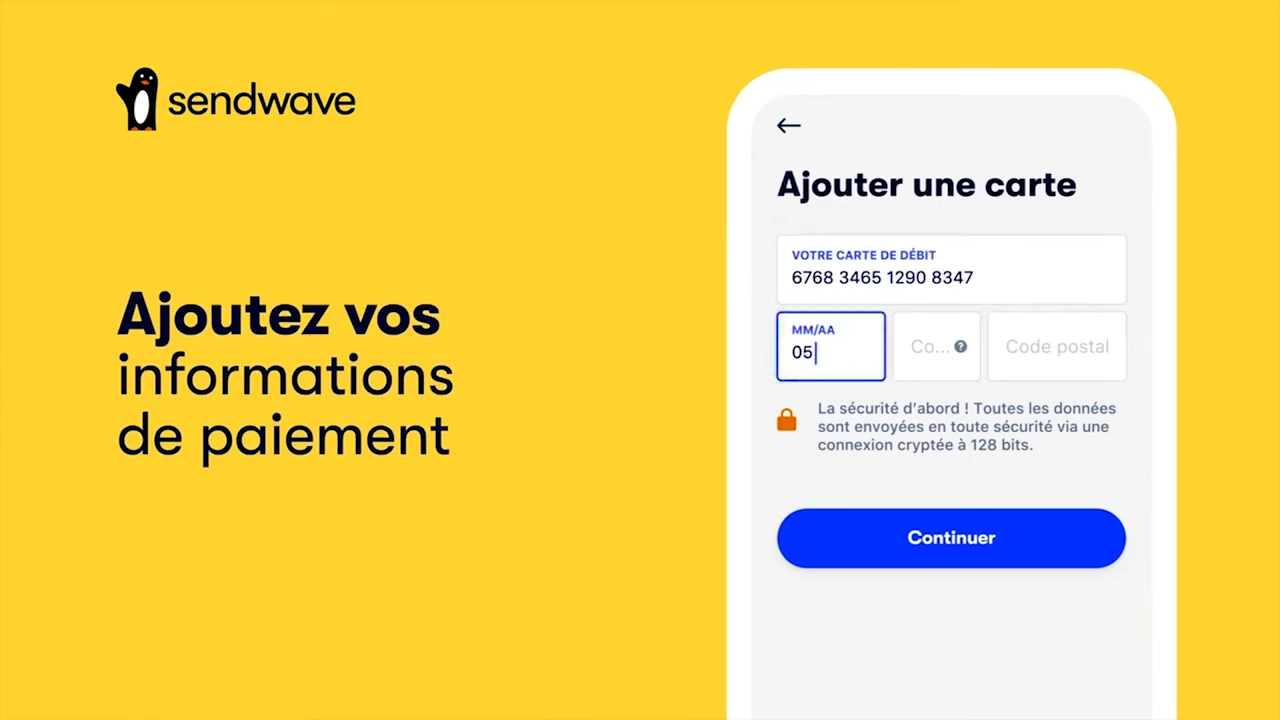 sendwave
Ajoutez vos
informations
de paiement
Ajouter une carte
VOTRE CARTE DE DÉBIT
6768 3465 1290 8347
MM/AA
05
Co...
?
Code postal
La sécurité d'abord ! Toutes les données
sont envoyées en toute sécurité via une
connexion cryptée à 128 bits.
Continuer